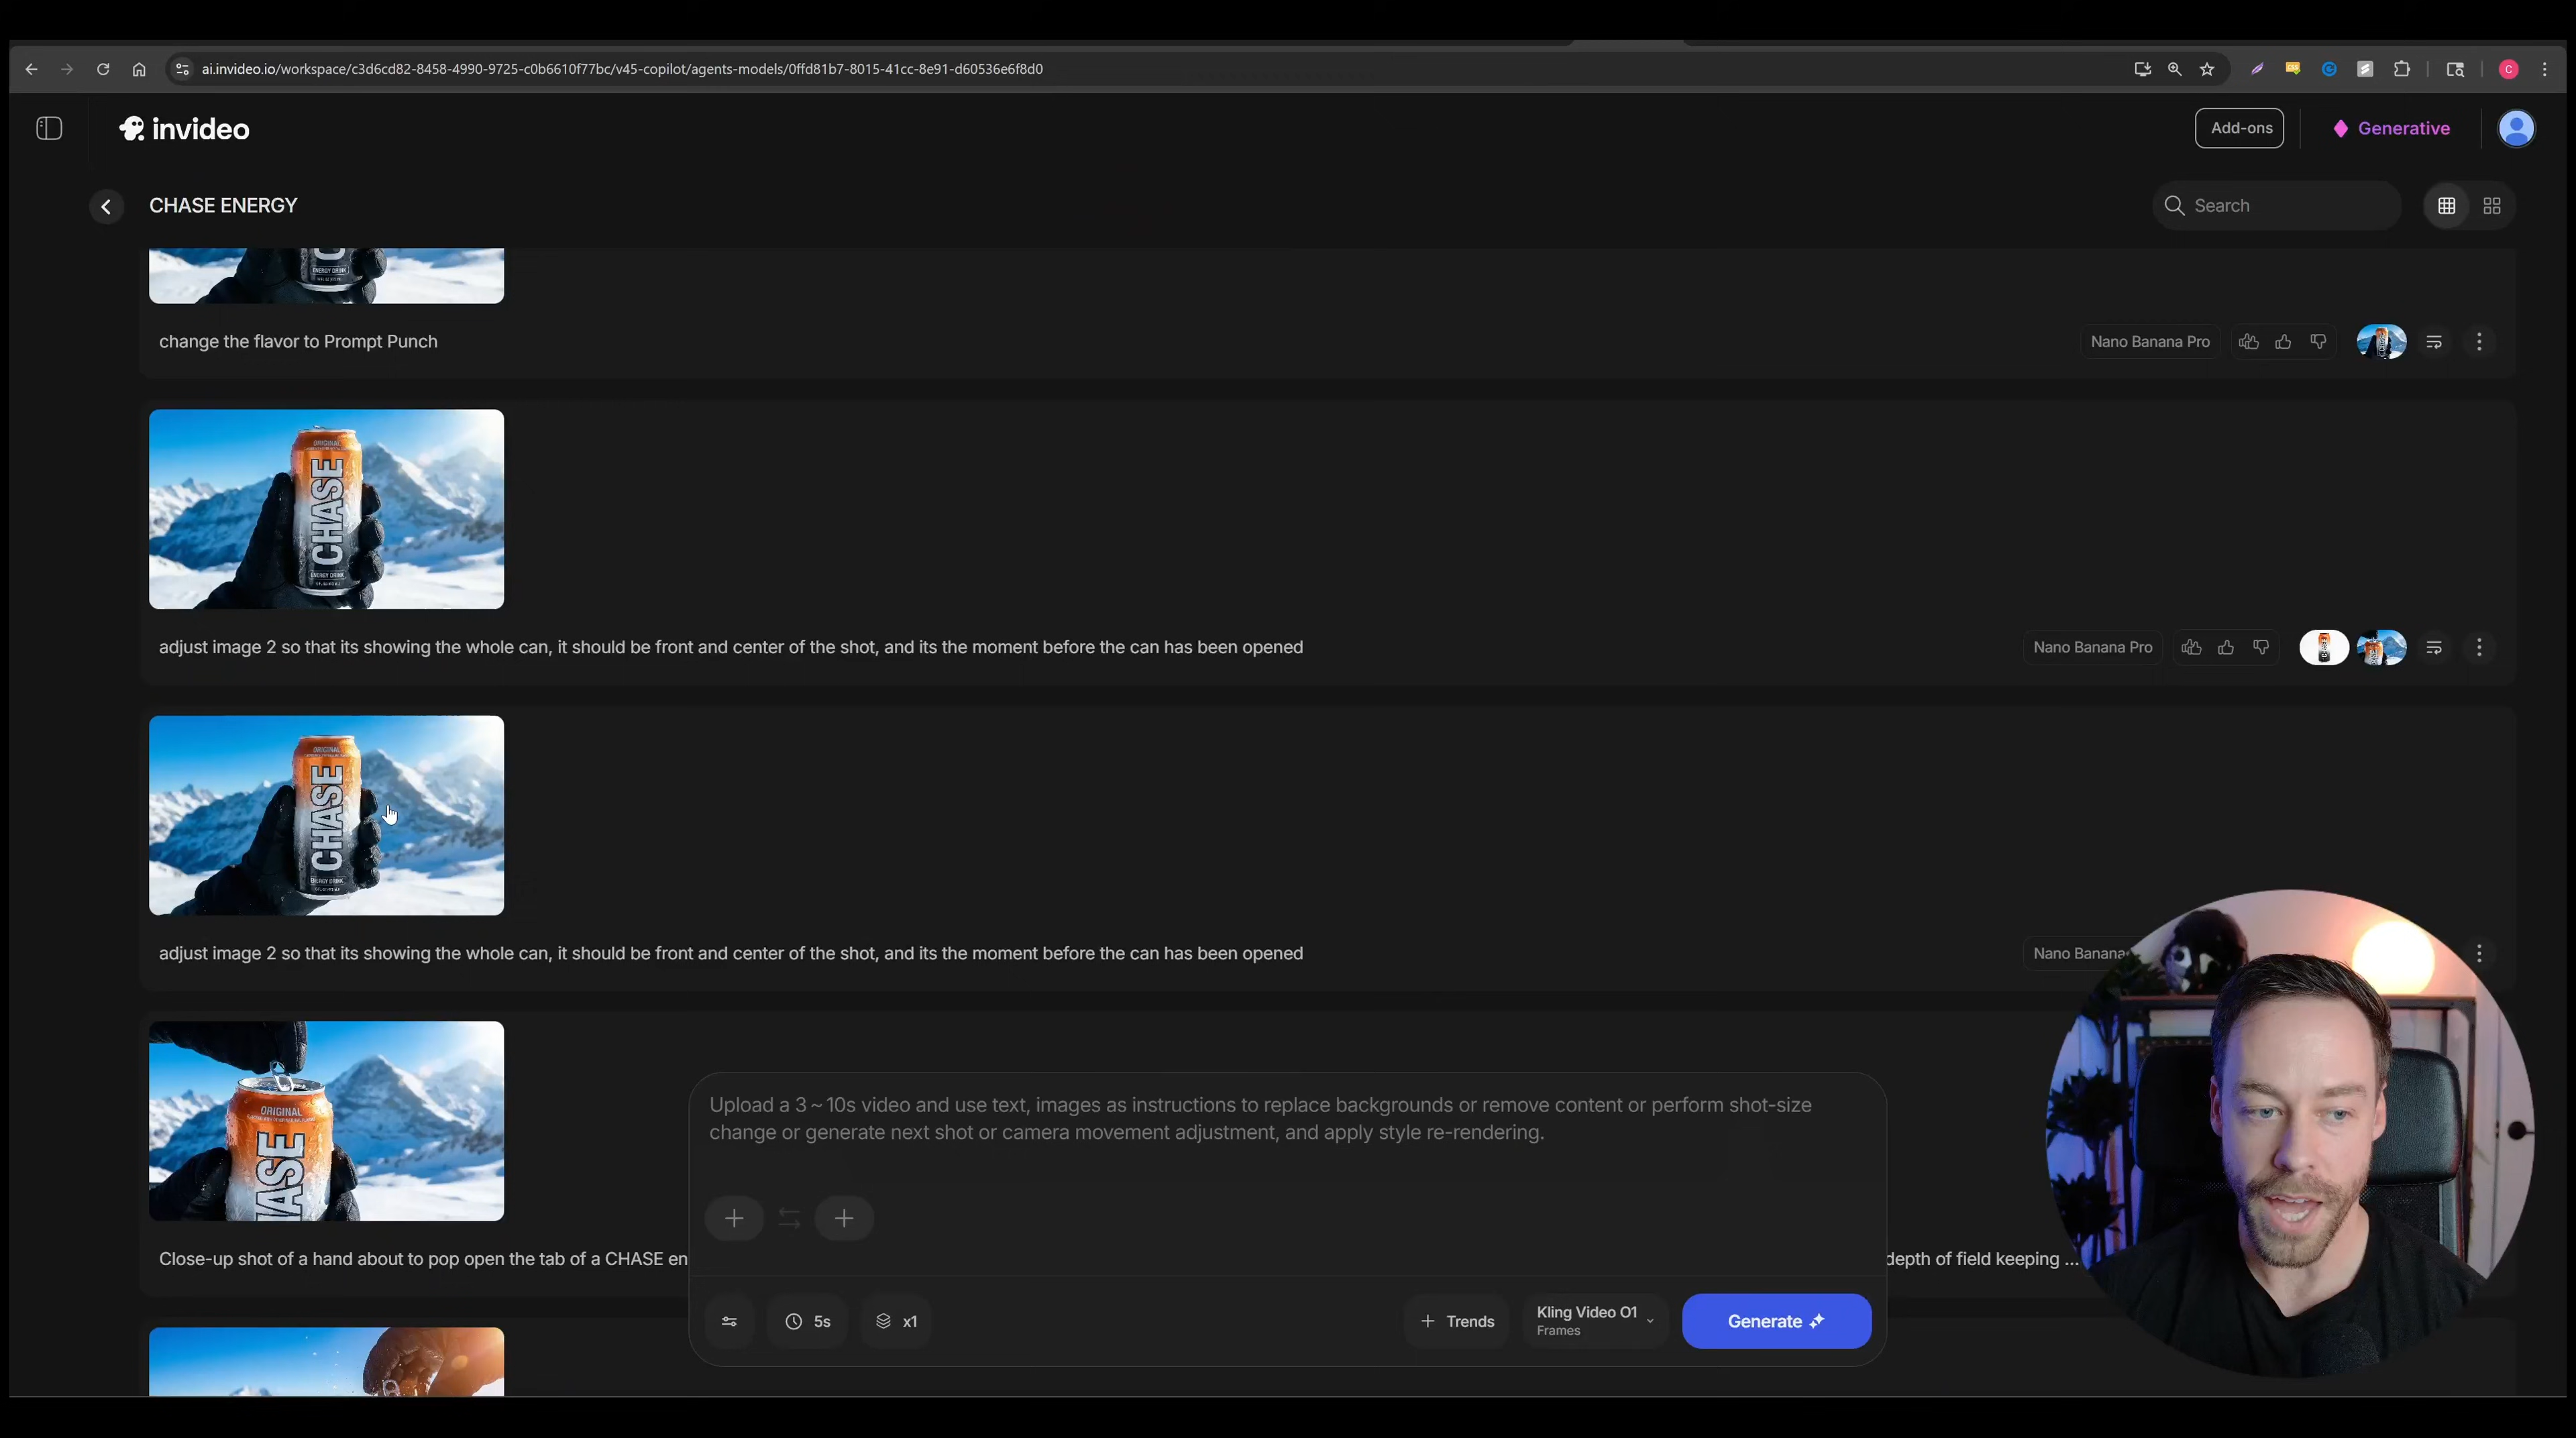 ai.invideo.io/workspace/c3d6cd82-8458-4990-9725-c0b6610f77bc/v45-copilot/agents-models/0ffd81b7-8015-41cc-8e91-d60536e6f8d0
C
invideo
Add-ons
Generative
CHASE ENERGY
Search
ENERGY DRINK
change the flavor to Prompt Punch
Nano Banana Pro
ORIGINAL
CHASE
ENERGY DRINK
adjust image 2 so that its showing the whole can, it should be front and center of the shot, and its the moment before the can has been opened
Nano Banana Pro
ORIGINAL
CHASE
ENERGY DRINK
adjust image 2 so that its showing the whole can, it should be front and center of the shot, and its the moment before the can has been opened
Nano Banana
ORIGINAL
CHASE
Upload a 3 ~ 10s video and use text, images as instructions to replace backgrounds or remove content or perform shot-size
change or generate next shot or camera movement adjustment, and apply style re-rendering.
Close-up shot of a hand about to pop open the tab of a CHASE en
depth of field keeping ...
5s
x1
Trends
Kling Video O1
Frames
Generate